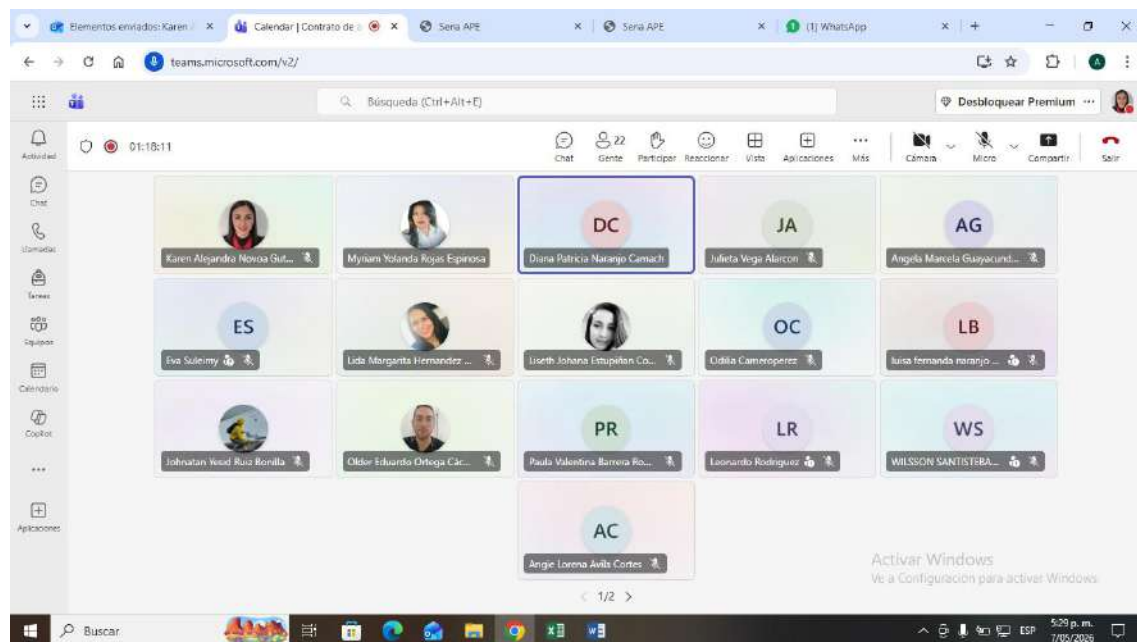 Elementos enviados: Karen
Calendar | Contrato de
Sena APE
Sena APE
(1) WhatsApp
A
teams.microsoft.com/v2/
Búsqueda (Ctrl+Alt+E)
Desbloquear Premium
Actividad
01:18:11
Chat
22
Gente
Participar
Reaccionar
Vista
Aplicaciones
Más
Cámara
Micro
Compartir
Salir
Chat
Llamadas
Tareas
Equipos
Calendario
Copilot
Aplicaciones
Karen Alejandra Novoa Gut...
Myriam Yolanda Rojas Espinosa
DC
Diana Patricia Naranjo Camach
JA
Julieta Vega Alarcon
AG
Angela Marcela Guayacund...
ES
Eva Suleimy
Lida Margarita Hernandez ...
Liseth Johana Estupiñan Co...
OC
Odilia Cameroperez
LB
luisa fernanda naranjo ...
Johnatan Yesid Ruiz Bonilla
Older Eduardo Ortega Các...
PR
Paula Valentina Barrera Ro...
LR
Leonardo Rodriguez
WS
WILSSON SANTISTEBA...
AC
Angie Lorena Avils Cortes
1/2
Activar Windows
Ve a Configuración para activar Windows.
Buscar
ESP
5:29 p. m.
7/05/2026